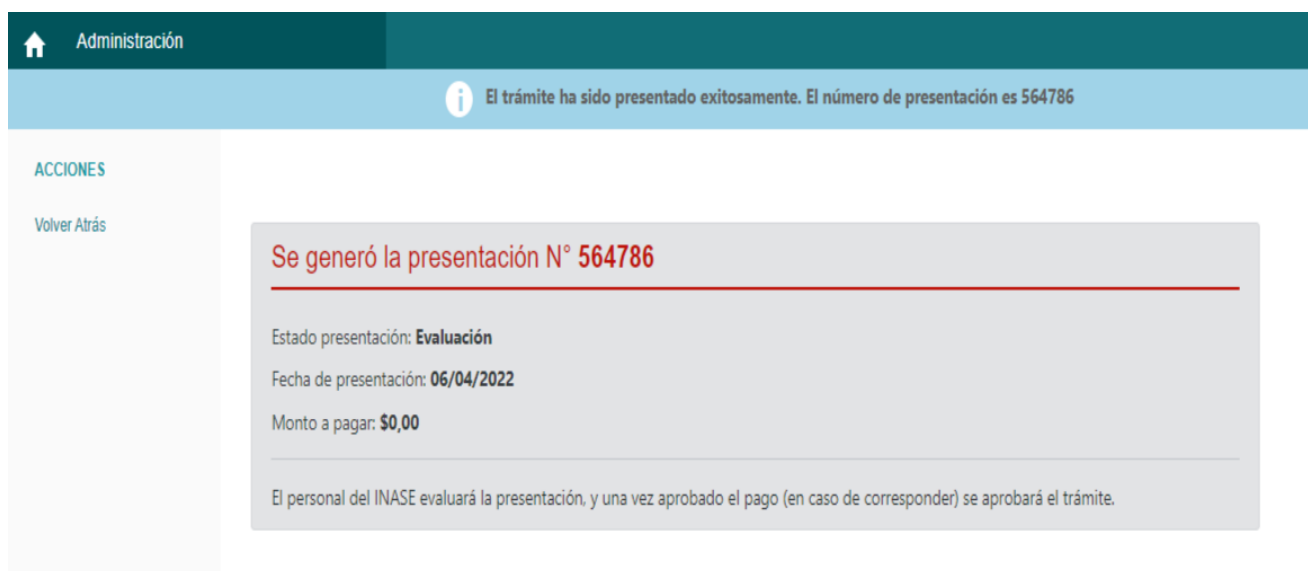 Administración
El trámite ha sido presentado exitosamente. El número de presentación es 564786
ACCIONES
Volver Atrás
Se generó la presentación N° 564786
Estado presentación: Evaluación
Fecha de presentación: 06/04/2022
Monto a pagar: $0,00
El personal del INASE evaluará la presentación, y una vez aprobado el pago (en caso de corresponder) se aprobará el trámite.